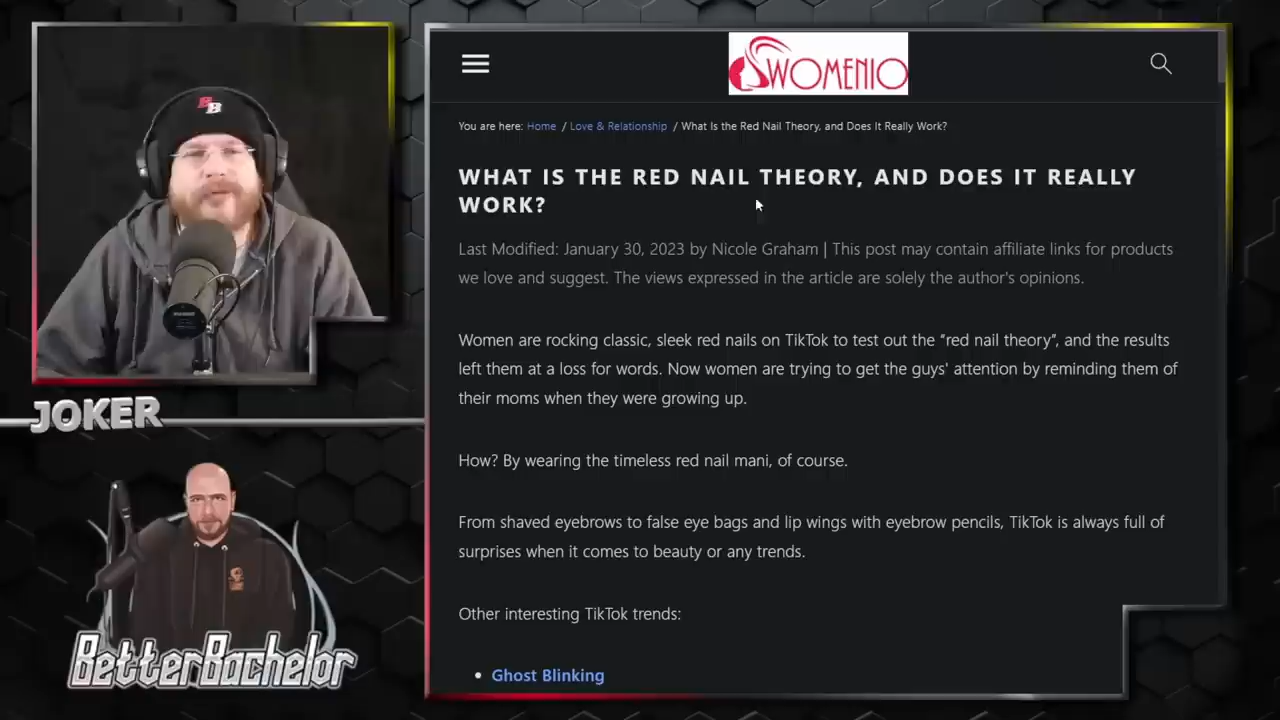 BB
JOKER
BetterBachelor
WOMENIO
You are here: Home / Love & Relationship / What Is the Red Nail Theory, and Does It Really Work?
WHAT IS THE RED NAIL THEORY, AND DOES IT REALLY
WORK?
Last Modified: January 30, 2023 by Nicole Graham | This post may contain affiliate links for products
we love and suggest. The views expressed in the article are solely the author's opinions.
Women are rocking classic, sleek red nails on TikTok to test out the “red nail theory”, and the results
left them at a loss for words. Now women are trying to get the guys' attention by reminding them of
their moms when they were growing up.
How? By wearing the timeless red nail mani, of course.
From shaved eyebrows to false eye bags and lip wings with eyebrow pencils, TikTok is always full of
surprises when it comes to beauty or any trends.
Other interesting TikTok trends:
• Ghost Blinking